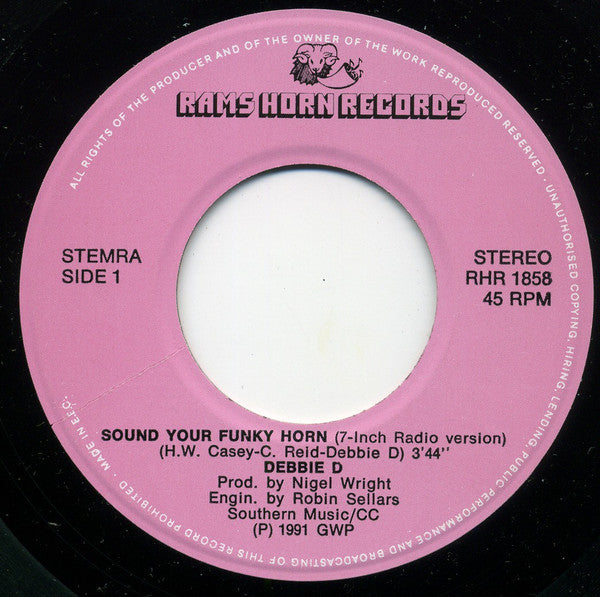 ALL RIGHTS OF THE PRODUCER AND OF THE OWNER OF THE WORK REPRODUCED RESERVED · UNAUTHORISED COPYING, HIRING, LENDING, PUBLIC PERFORMANCE AND BROADCASTING OF THIS RECORD PROHIBITED · MADE IN E.E.C.
RAMS HORN RECORDS
STEMRA
SIDE 1
STEREO
RHR 1858
45 RPM
SOUND YOUR FUNKY HORN (7-Inch Radio version)
(H.W. Casey-C. Reid-Debbie D) 3'44"
DEBBIE D
Prod. by Nigel Wright
Engin. by Robin Sellars
Southern Music/CC
(P) 1991 GWP